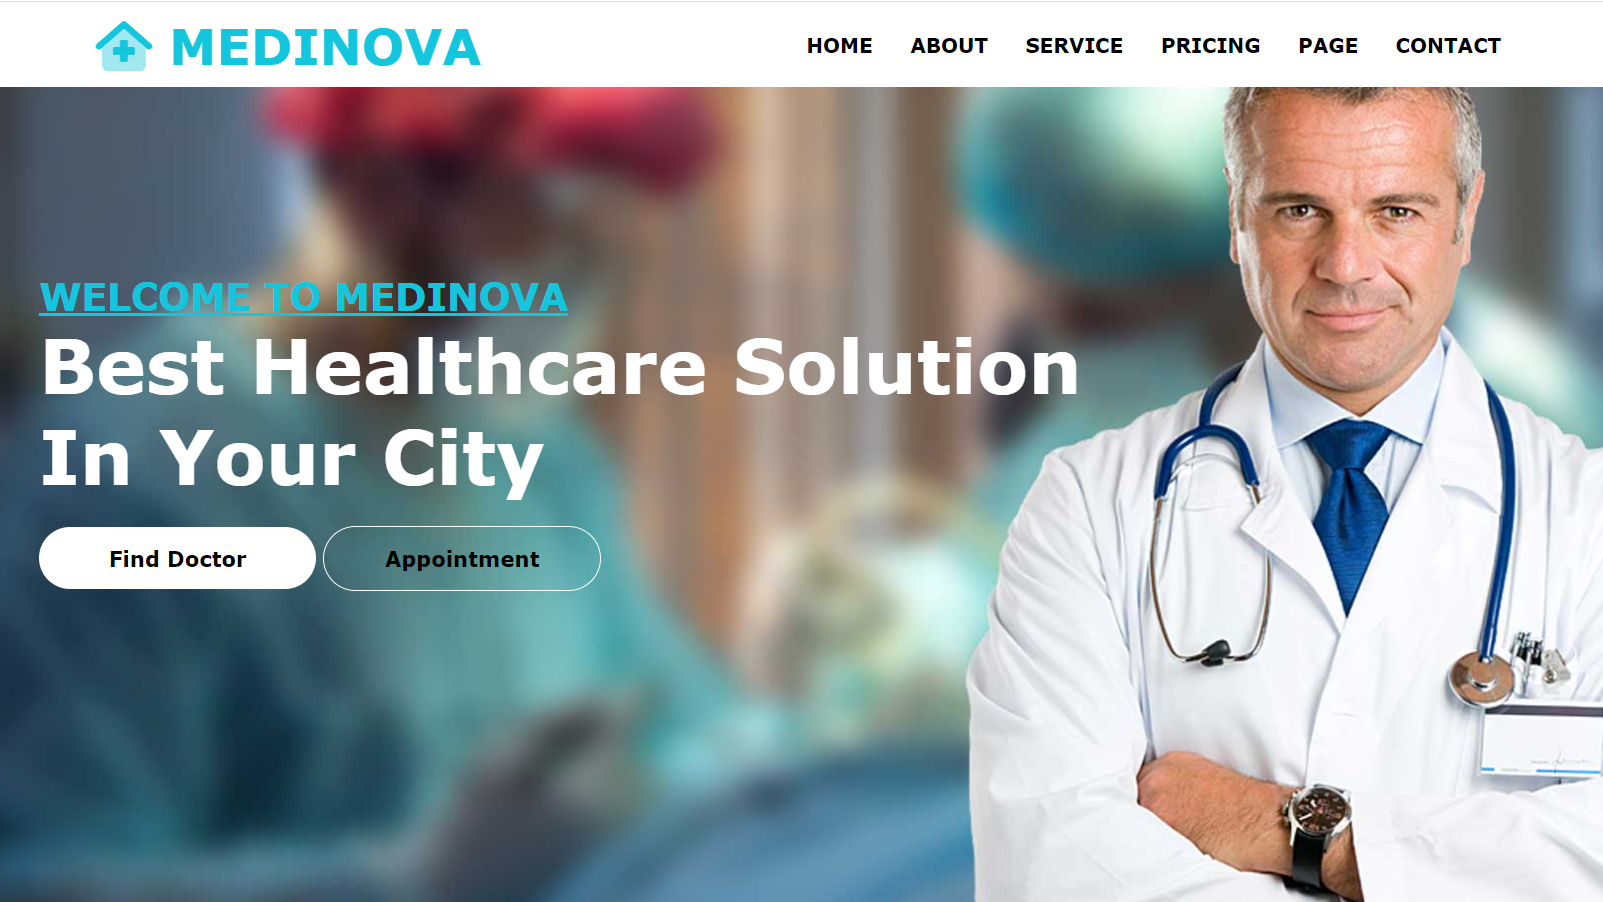 MEDINOVA
HOME ABOUT SERVICE PRICING PAGE CONTACT
WELCOME TO MEDINOVA
Best Healthcare Solution
In Your City
Find Doctor Appointment